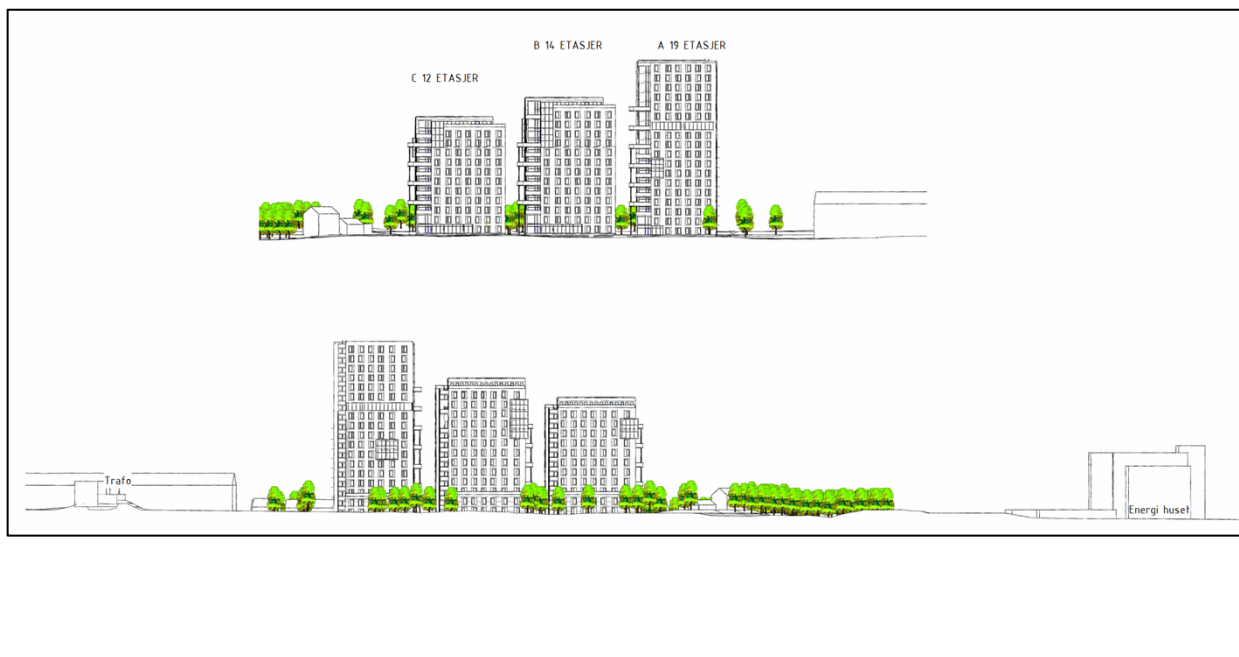 B 14 ETASJER
A 19 ETASJER
C 12 ETASJER
Trafo
Energi huset